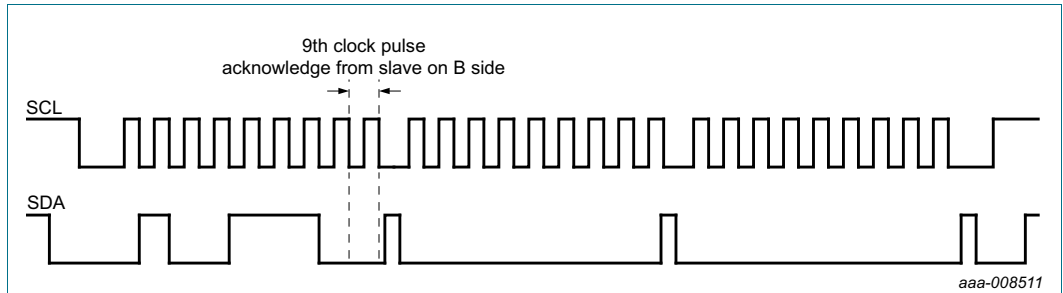 9th clock pulse
acknowledge from slave on B side
SCL
SDA
aaa-008511